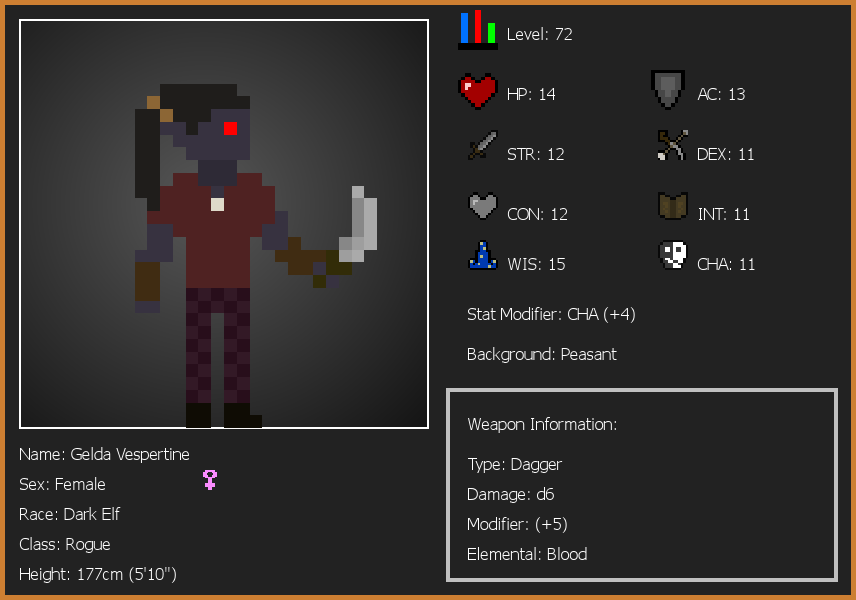 Level: 72
HP: 14
AC: 13
STR: 12
DEX: 11
CON: 12
INT: 11
WIS: 15
CHA: 11
Stat Modifier: CHA (+4)
Background: Peasant
Weapon Information:
Type: Dagger
Damage: d6
Modifier: (+5)
Elemental: Blood
Name: Gelda Vespertine
Sex: Female
Race: Dark Elf
Class: Rogue
Height: 177cm (5'10")